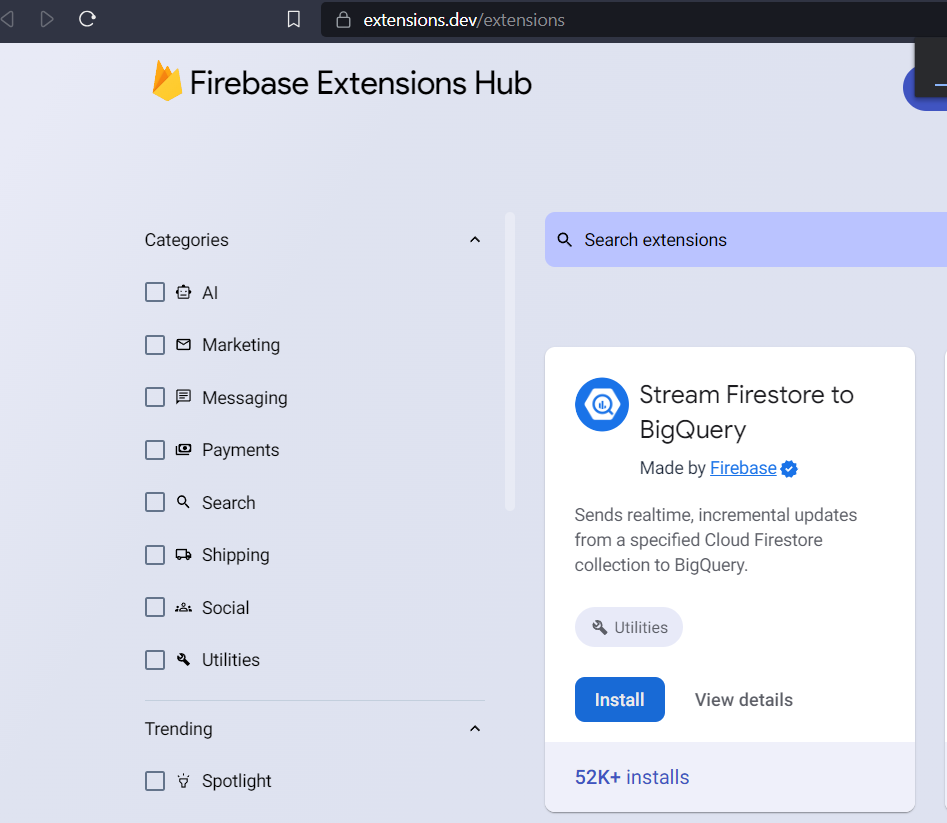 extensions.dev/extensions
Firebase Extensions Hub
Categories
AI
Marketing
Messaging
Payments
Search
Shipping
Social
Utilities
Trending
Spotlight
Search extensions
Stream Firestore to
BigQuery
Made by Firebase
Sends realtime, incremental updates
from a specified Cloud Firestore
collection to BigQuery.
Utilities
Install
View details
52K+ installs